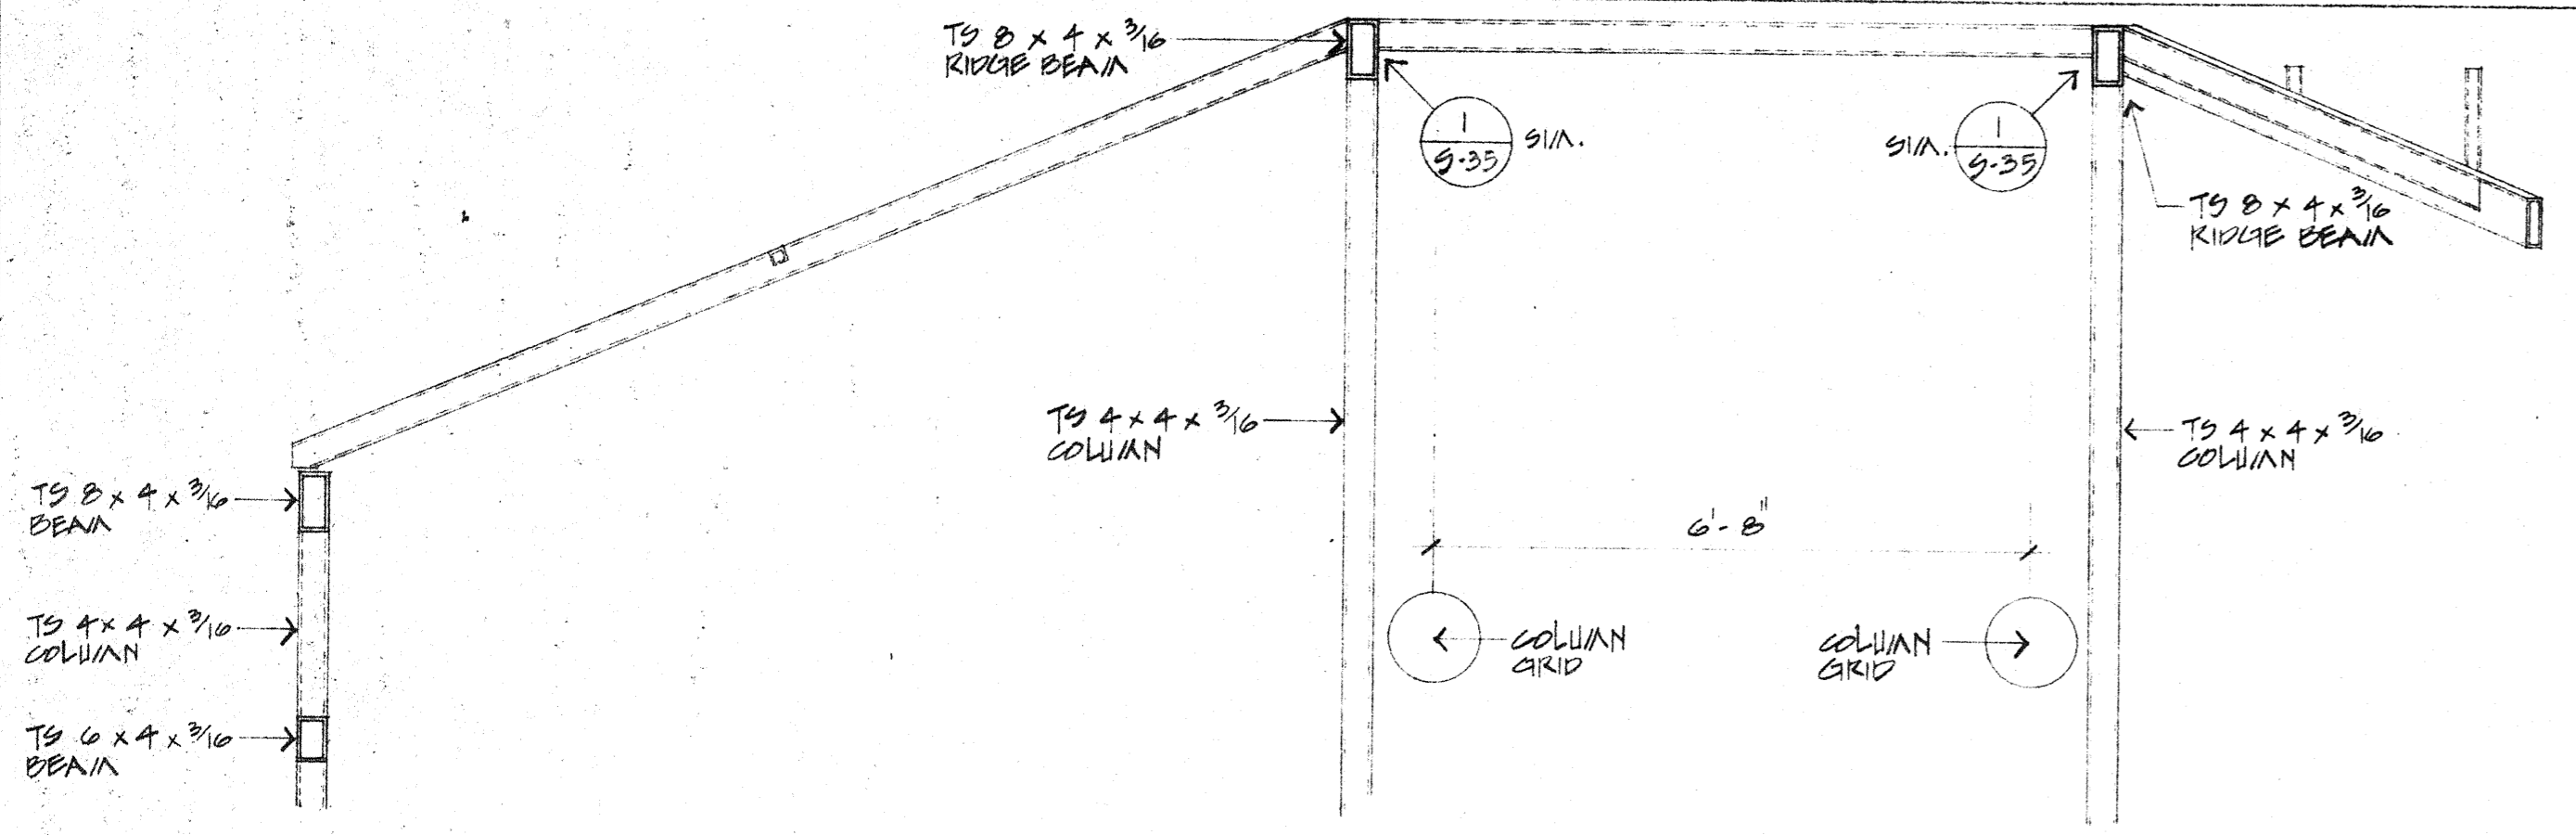 TS 8 x 4 x 3/16
RIDGE BEAM
1
S-35
SIM.
SIM.
1
S-35
TS 8 x 4 x 3/16
RIDGE BEAM
TS 4 x 4 x 3/16
COLUMN
TS 4 x 4 x 3/16
COLUMN
TS 8 x 4 x 3/16
BEAM
6'-8"
TS 4 x 4 x 3/16
COLUMN
COLUMN
GRID
COLUMN
GRID
TS 6 x 4 x 3/16
BEAM